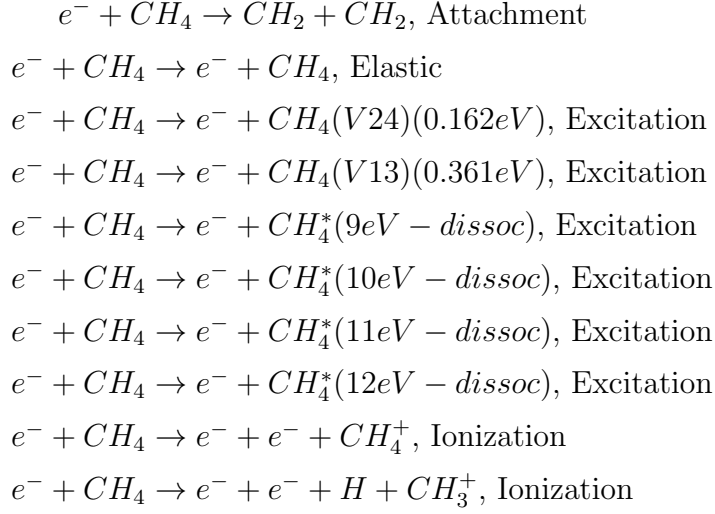 e⁻ + CH₄ → CH₂ + CH₂, Attachment
e⁻ + CH₄ → e⁻ + CH₄, Elastic
e⁻ + CH₄ → e⁻ + CH₄(V24)(0.162eV), Excitation
e⁻ + CH₄ → e⁻ + CH₄(V13)(0.361eV), Excitation
e⁻ + CH₄ → e⁻ + CH₄*(9eV − dissoc), Excitation
e⁻ + CH₄ → e⁻ + CH₄*(10eV − dissoc), Excitation
e⁻ + CH₄ → e⁻ + CH₄*(11eV − dissoc), Excitation
e⁻ + CH₄ → e⁻ + CH₄*(12eV − dissoc), Excitation
e⁻ + CH₄ → e⁻ + e⁻ + CH₄⁺, Ionization
e⁻ + CH₄ → e⁻ + e⁻ + H + CH₃⁺, Ionization